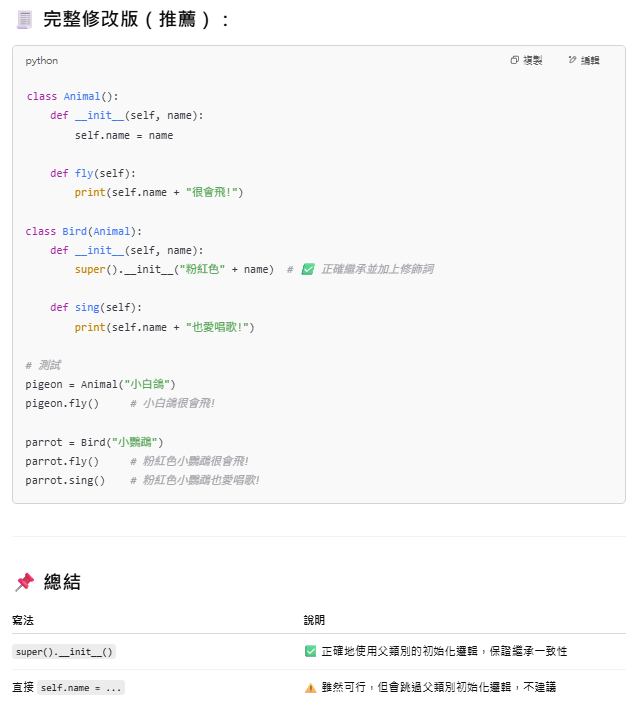 完整修改版（推薦）：
python
複製 編輯
class Animal():
    def __init__(self, name):
        self.name = name
    def fly(self):
        print(self.name + "很會飛!")
class Bird(Animal):
    def __init__(self, name):
        super().__init__("粉紅色" + name)  # ✅ 正確繼承並加上修飾詞
    def sing(self):
        print(self.name + "也愛唱歌!")
# 測試
pigeon = Animal("小白鴿")
pigeon.fly()     # 小白鴿很會飛!
parrot = Bird("小鸚鵡")
parrot.fly()     # 粉紅色小鸚鵡很會飛!
parrot.sing()    # 粉紅色小鸚鵡也愛唱歌!
總結
寫法 說明
super().__init__() ✅ 正確地使用父類別的初始化邏輯，保證繼承一致性
直接 self.name = ... ⚠️ 雖然可行，但會跳過父類別初始化邏輯，不建議